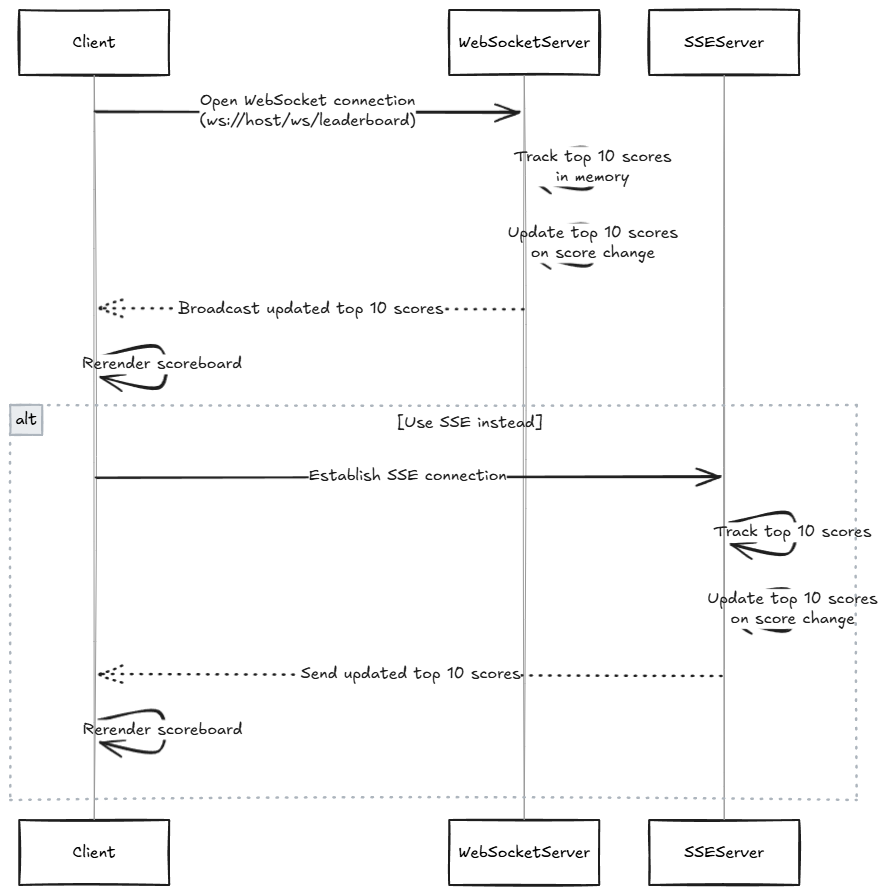 Client
WebSocketServer
SSEServer
Open WebSocket connection
(ws://host/ws/leaderboard)
Track top 10 scores
in memory
Update top 10 scores
on score change
Broadcast updated top 10 scores
Rerender scoreboard
alt
[Use SSE instead]
Establish SSE connection
Track top 10 scores
Update top 10 scores
on score change
Send updated top 10 scores
Rerender scoreboard
Client
WebSocketServer
SSEServer